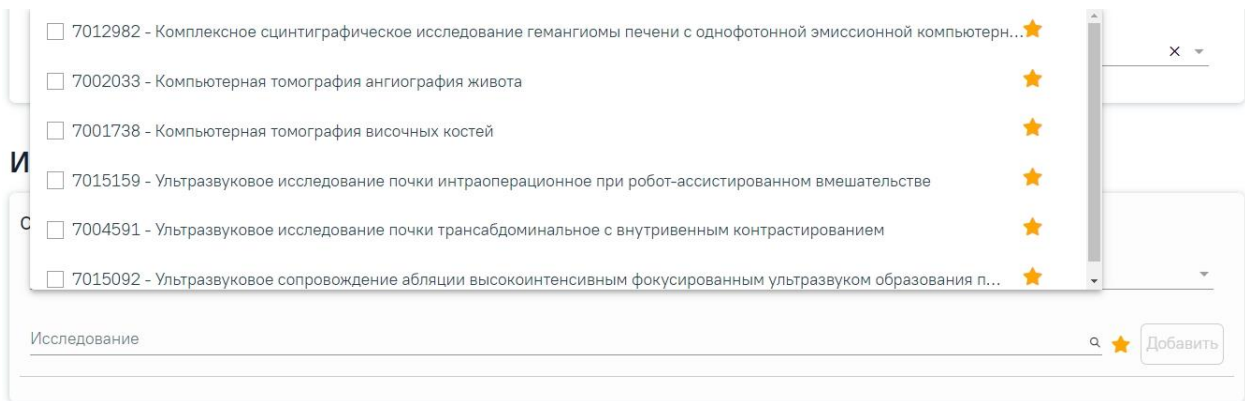 7012982 - Комплексное сцинтиграфическое исследование гемангиомы печени с однофотонной эмиссионной компьютерн...
7002033 - Компьютерная томография ангиография живота
7001738 - Компьютерная томография височных костей
И
7015159 - Ультразвуковое исследование почки интраоперационное при робот-ассистированном вмешательстве
С
7004591 - Ультразвуковое исследование почки трансабдоминальное с внутривенным контрастированием
7015092 - Ультразвуковое сопровождение абляции высокоинтенсивным фокусированным ультразвуком образования п...
Исследование
Добавить